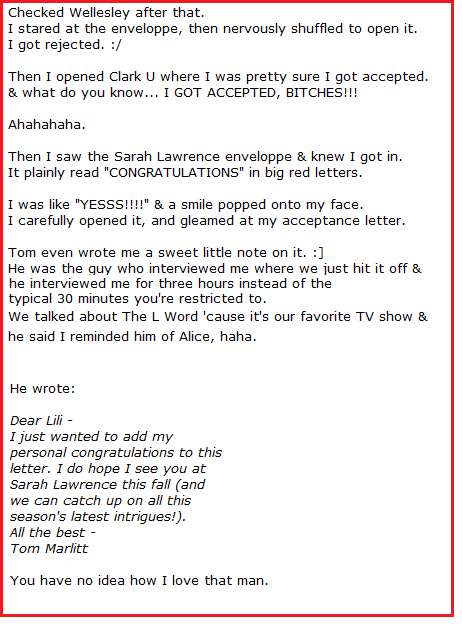 Checked Wellesley after that.
I stared at the enveloppe, then nervously shuffled to open it.
I got rejected. :/
Then I opened Clark U where I was pretty sure I got accepted.
& what do you know... I GOT ACCEPTED, BITCHES!!!
Ahahahaha.
Then I saw the Sarah Lawrence enveloppe & knew I got in.
It plainly read "CONGRATULATIONS" in big red letters.
I was like "YESSS!!!!" & a smile popped onto my face.
I carefully opened it, and gleamed at my acceptance letter.
Tom even wrote me a sweet little note on it. :]
He was the guy who interviewed me where we just hit it off &
he interviewed me for three hours instead of the
typical 30 minutes you're restricted to.
We talked about The L Word 'cause it's our favorite TV show &
he said I reminded him of Alice, haha.
He wrote:
Dear Lili -
I just wanted to add my
personal congratulations to this
letter. I do hope I see you at
Sarah Lawrence this fall (and
we can catch up on all this
season's latest intrigues!).
All the best -
Tom Marlitt
You have no idea how I love that man.